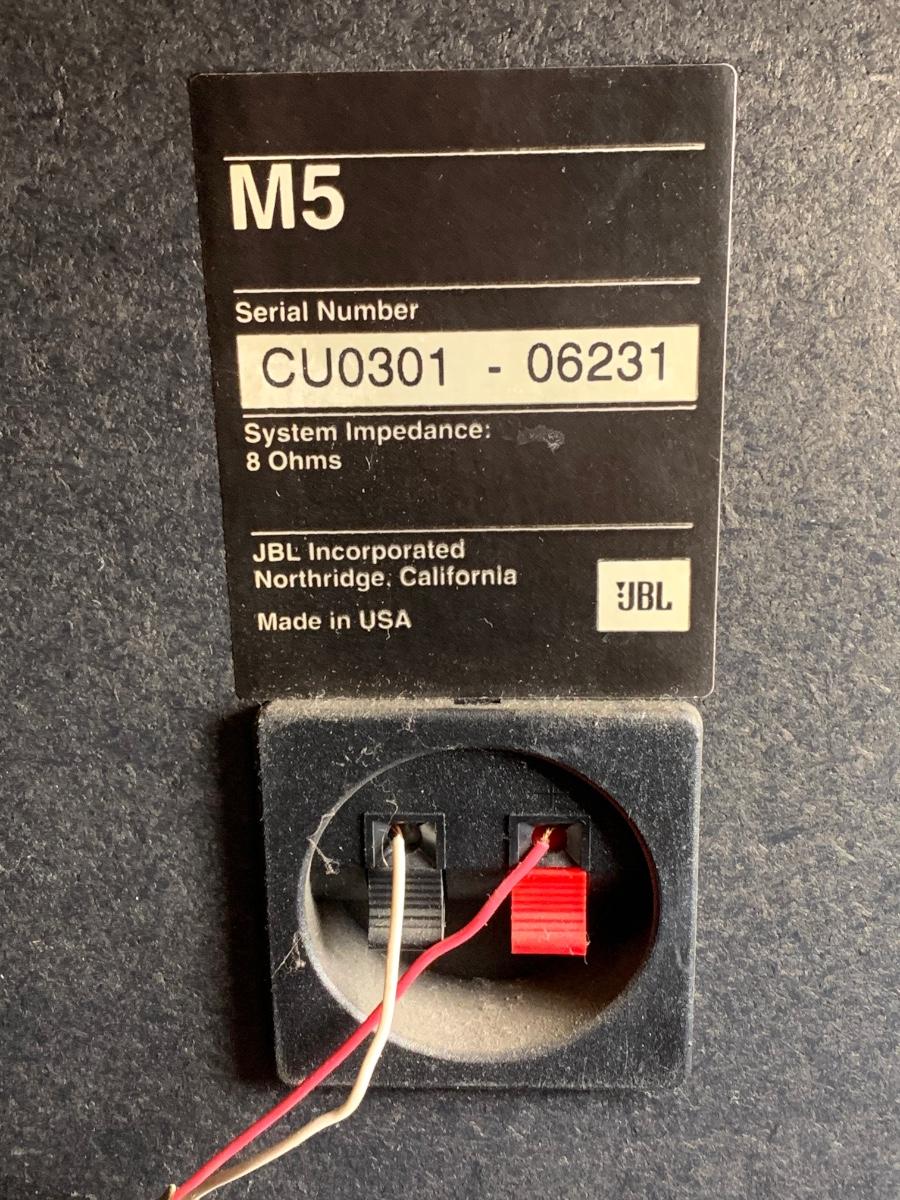 M5
Serial Number
CU0301 - 06231
System Impedance:
8 Ohms
JBL Incorporated
Northridge, California
Made in USA
JBL